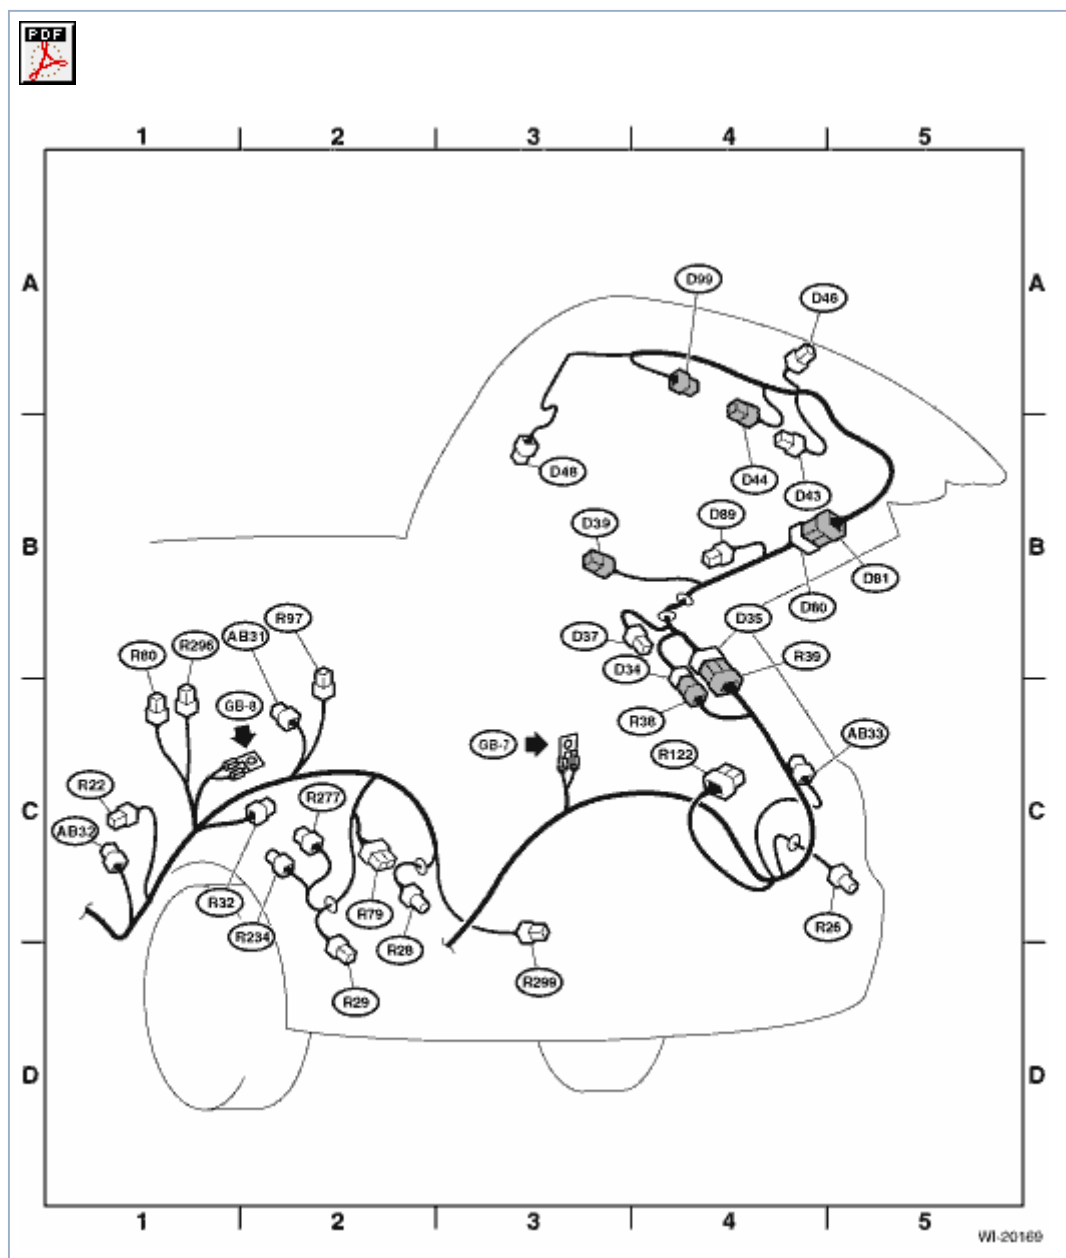 PDF
1 2 3 4 5
A A
D99
D46
D48
D44
D43
D39
D89
B B
D81
D80
R97
D35
AB31
D37
R296
R80
R39
D34
GB-8
R38
AB33
GB-7
R122
R22
R277
C C
AB32
R32
R79
R26
R234
R28
R29
R299
D D
1 2 3 4 5
WI-20169